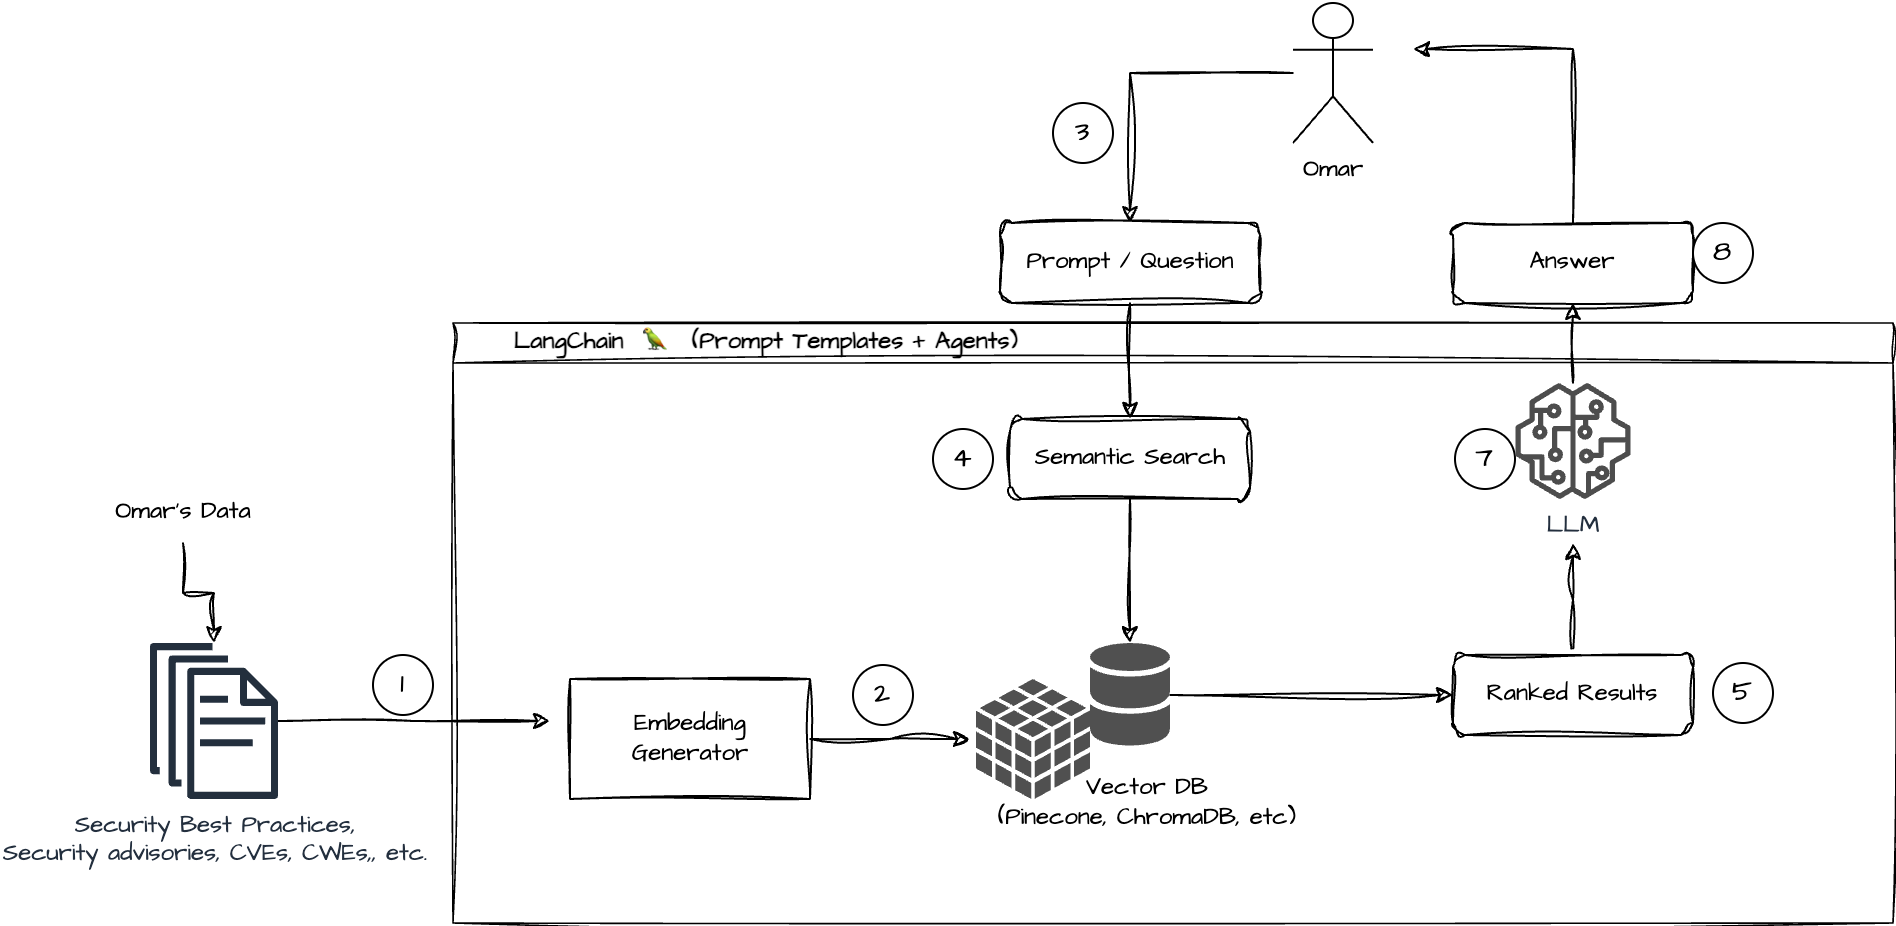 Omar
3
Prompt / Question
Answer
8
LangChain 🦜 (Prompt Templates + Agents)
4
Semantic Search
7
LLM
Omar's Data
1
2
Embedding
Generator
Ranked Results
5
Vector DB
(Pinecone, ChromaDB, etc)
Security Best Practices,
Security advisories, CVEs, CWEs,, etc.